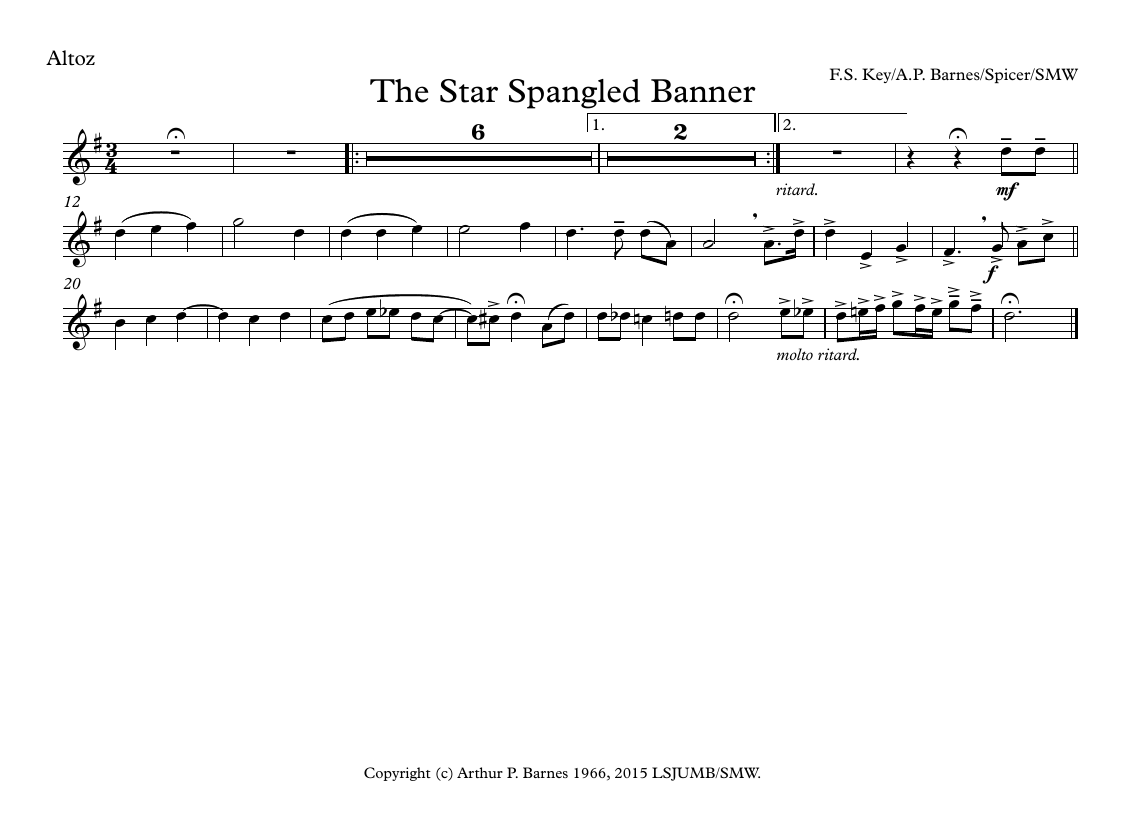 Altoz
F.S. Key/A.P. Barnes/Spicer/SMW
The Star Spangled Banner
6
1.
2
2.
3
4
ritard.
mf
12
f
20
molto ritard.
Copyright (c) Arthur P. Barnes 1966, 2015 LSJUMB/SMW.